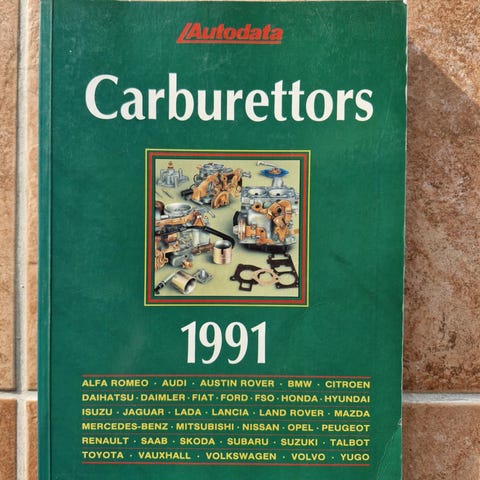 Autodata
Carburettors
1991
ALFA ROMEO · AUDI · AUSTIN ROVER · BMW · CITROEN
DAIHATSU · DAIMLER · FIAT · FORD · FSO · HONDA · HYUNDAI
ISUZU · JAGUAR · LADA · LANCIA · LAND ROVER · MAZDA
MERCEDES-BENZ · MITSUBISHI · NISSAN · OPEL · PEUGEOT
RENAULT · SAAB · SKODA · SUBARU · SUZUKI · TALBOT
TOYOTA · VAUXHALL · VOLKSWAGEN · VOLVO · YUGO